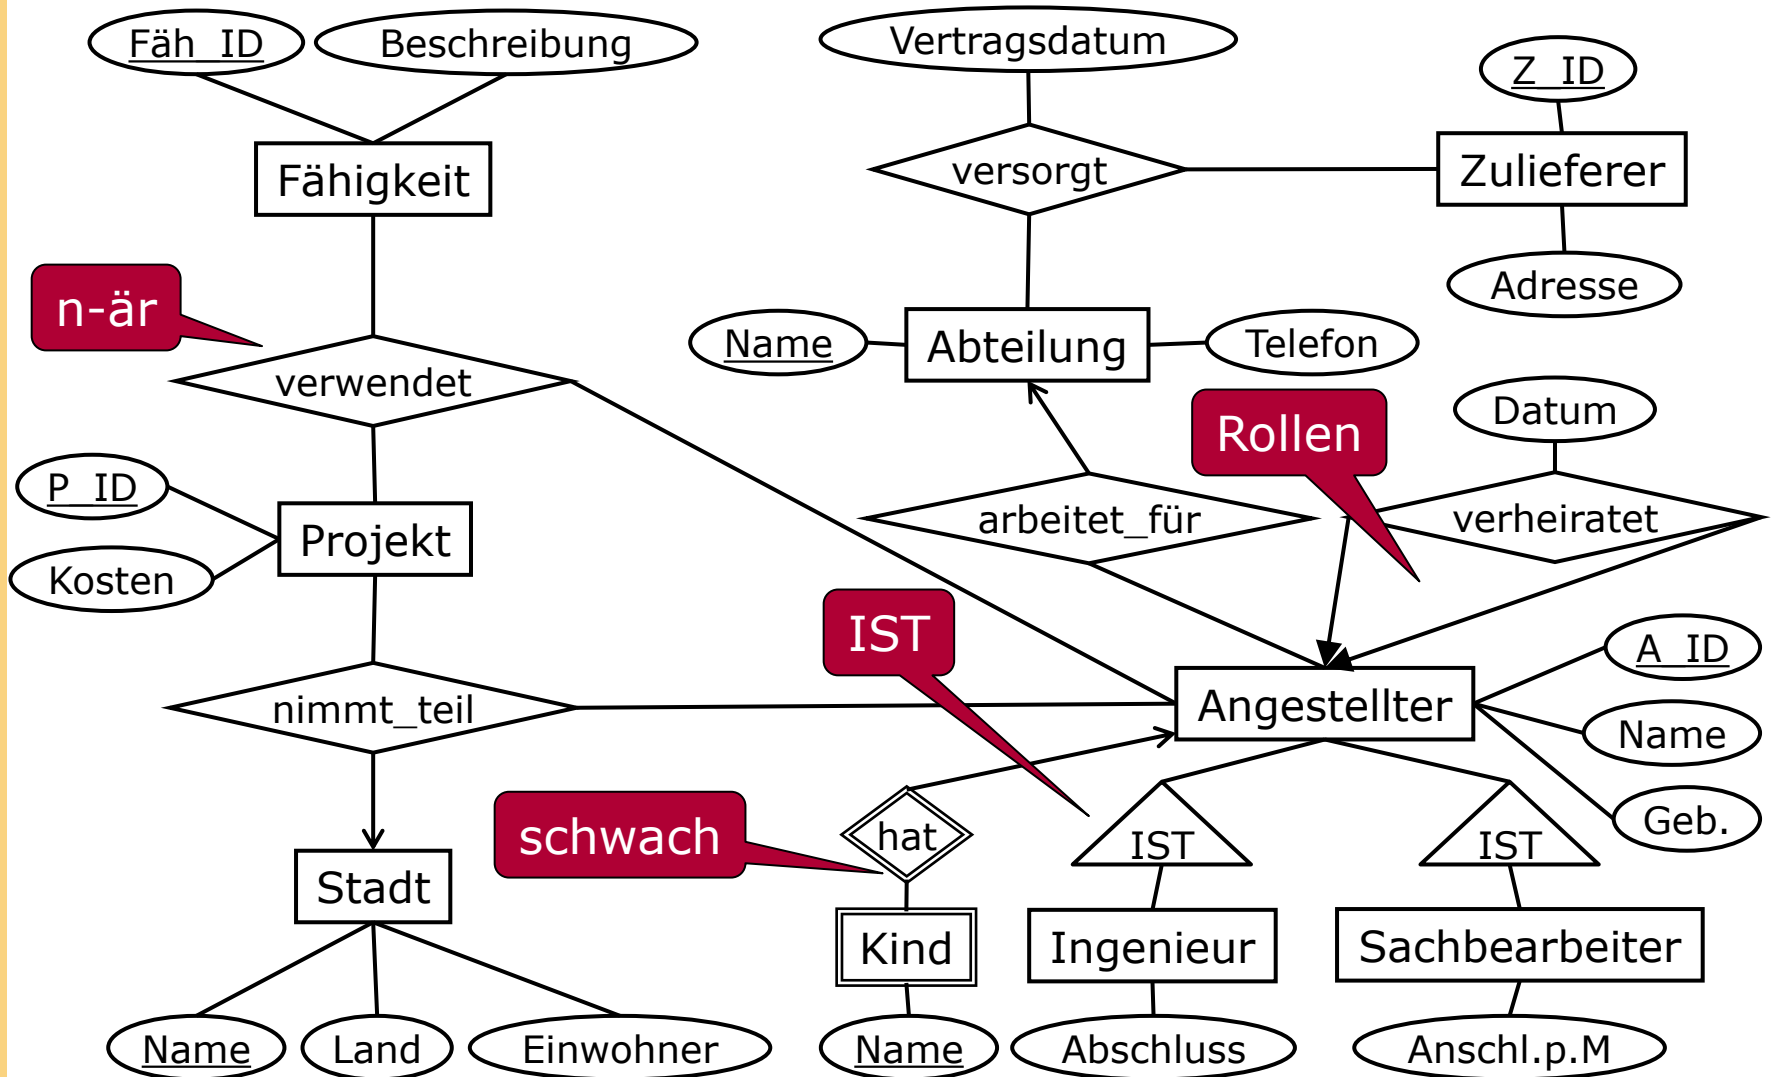 Fäh_ID
Beschreibung
Vertragsdatum
Z_ID
Fähigkeit
versorgt
Zulieferer
n-är
Adresse
Name
Abteilung
Telefon
verwendet
Datum
Rollen
P_ID
Projekt
arbeitet_für
verheiratet
Kosten
IST
A_ID
nimmt_teil
Angestellter
Name
schwach
hat
IST
IST
Geb.
Stadt
Kind
Ingenieur
Sachbearbeiter
Name
Land
Einwohner
Name
Abschluss
Anschl.p.M